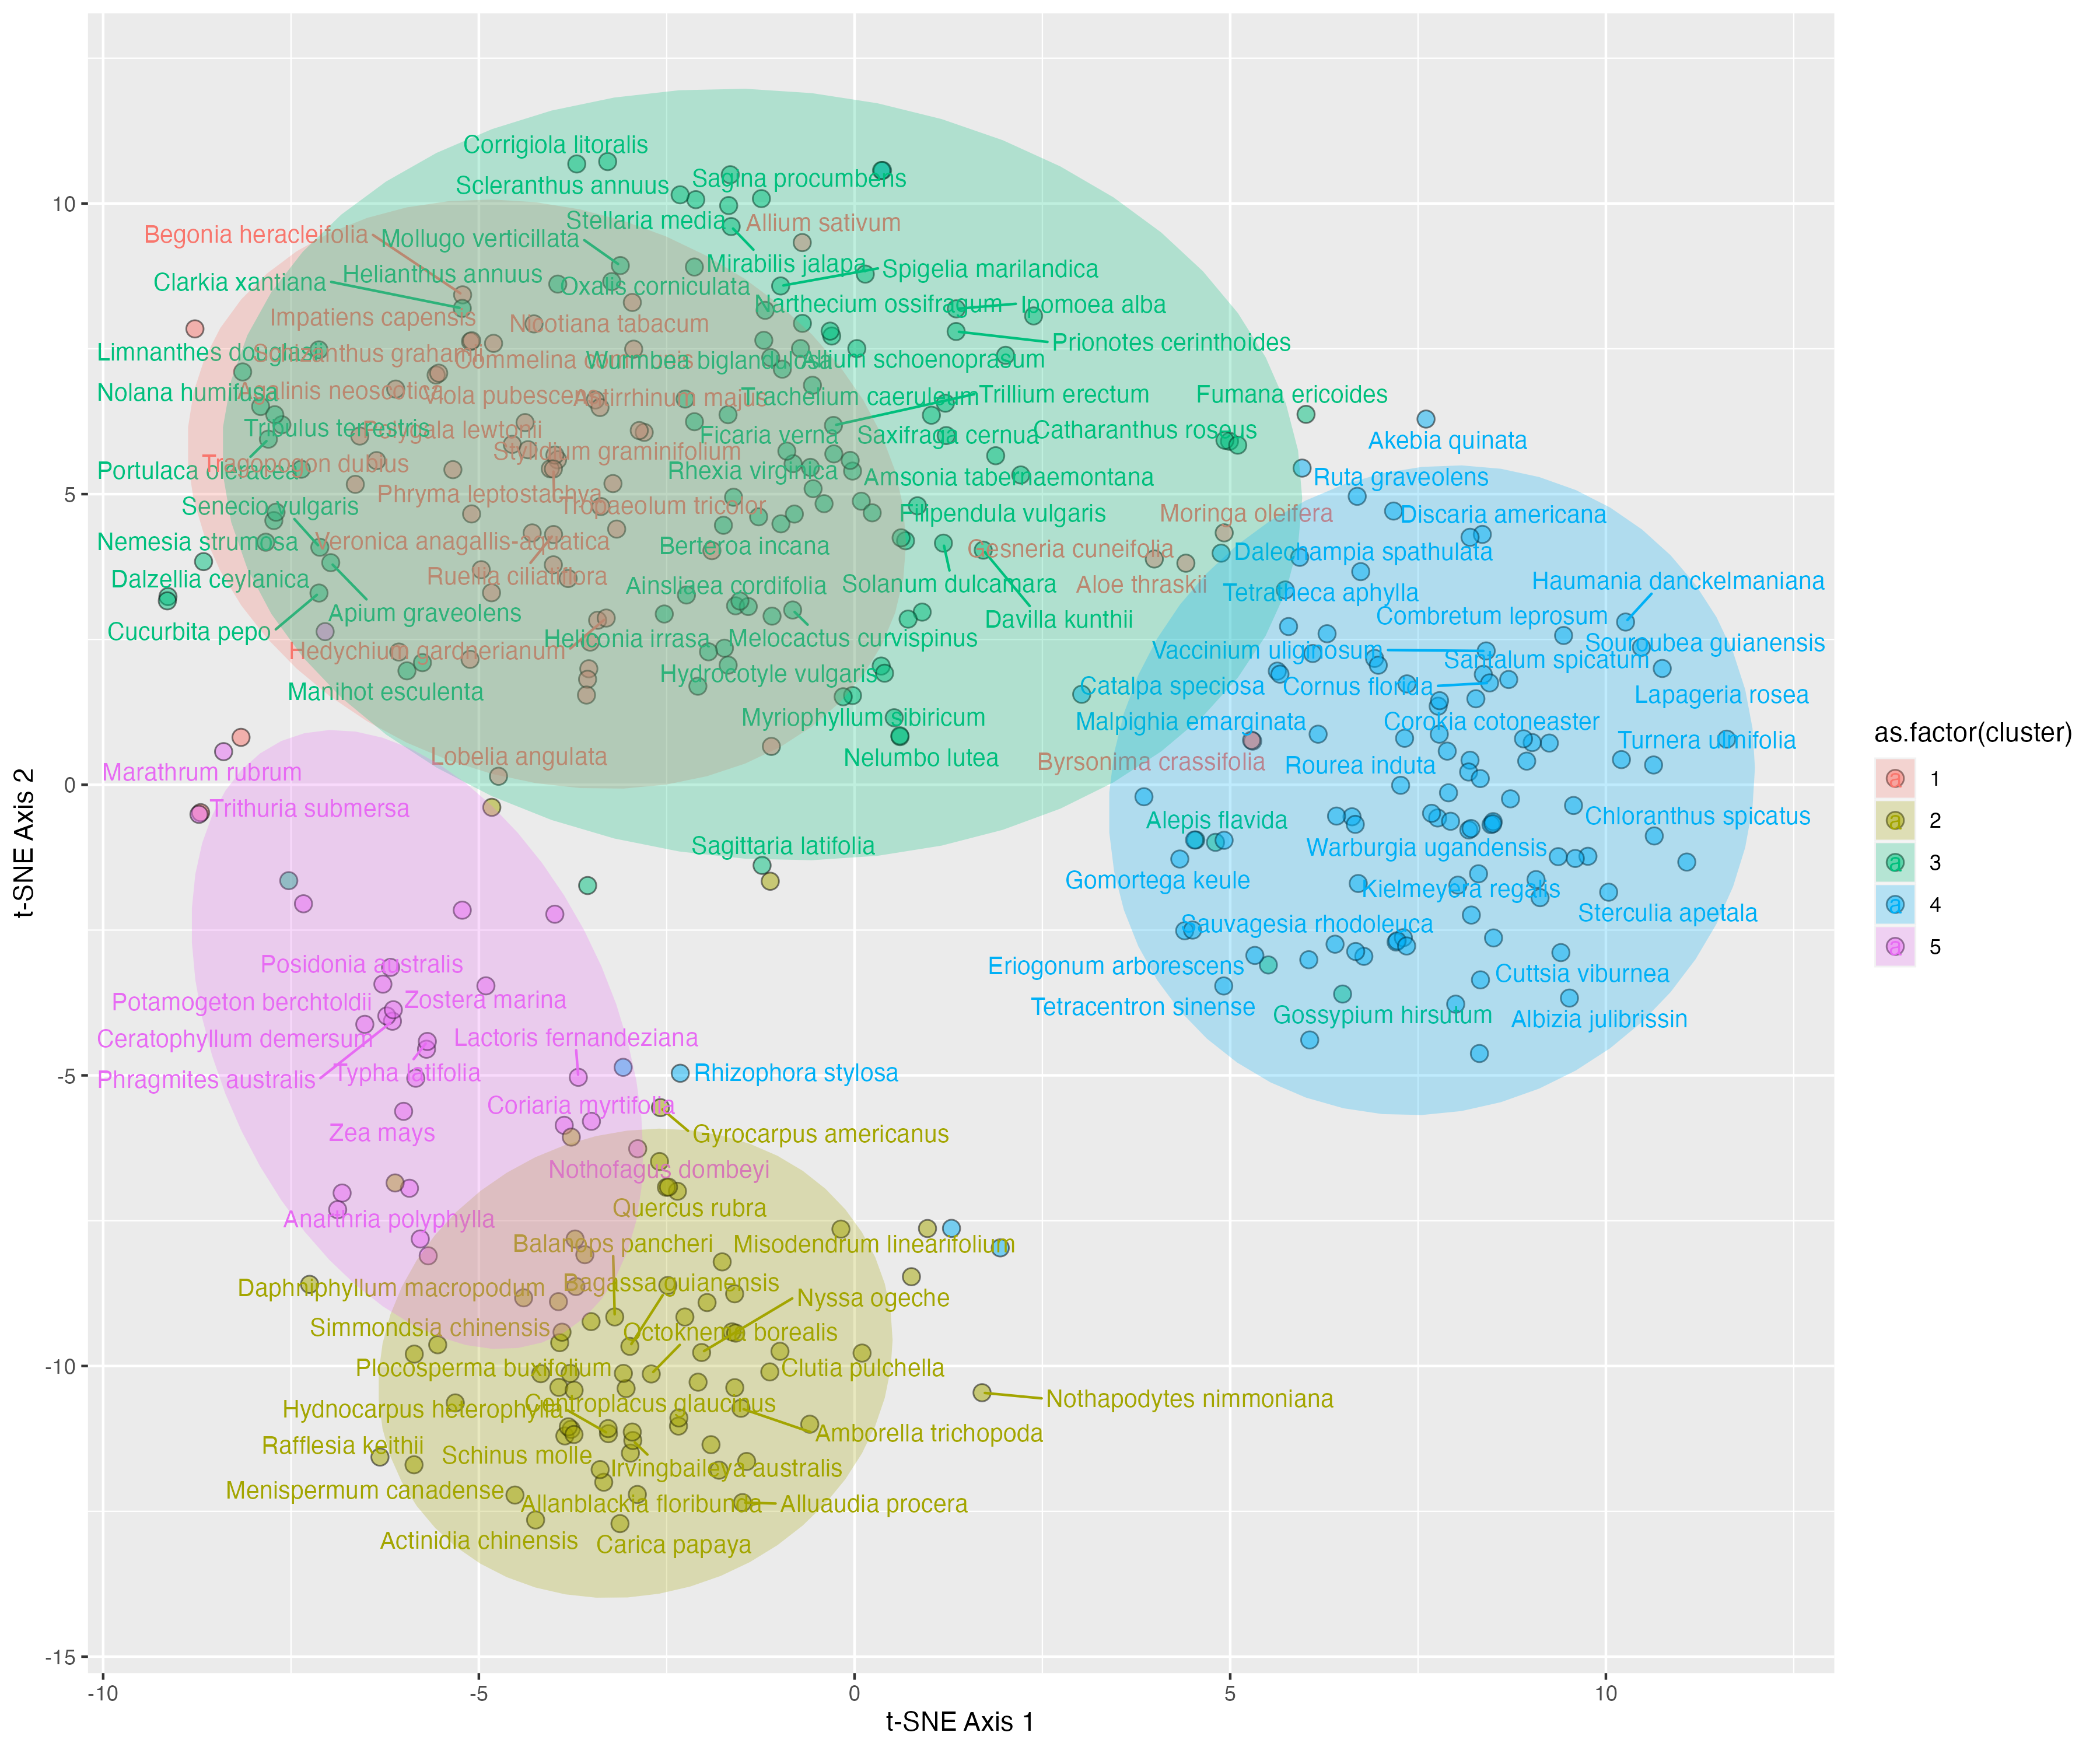 Corrigiola litoralis
Scleranthus annuus
Sagina procumbens
Stellaria media
Allium sativum
Begonia heracleifolia
Mollugo verticillata
Mirabilis jalapa
Spigelia marilandica
Clarkia xantiana
Helianthus annuus
Oxalis corniculata
Narthecium ossifragum
Ipomoea alba
Impatiens capensis
Nicotiana tabacum
Prionotes cerinthoides
Limnanthes douglasii
Schizanthus grahamii
Commelina communis
Wurmbea biglandulosa
Allium schoenoprasum
Nolana humifusa
Agalinis neoscotica
Viola pubescens
Antirrhinum majus
Trachelium caeruleum
Trillium erectum
Fumana ericoides
Tribulus terrestris
Polygala lewtonii
Ficaria verna
Saxifraga cernua
Catharanthus roseus
Akebia quinata
Stylidium graminifolium
Portulaca oleracea
Tragopogon dubius
Rhexia virginica
Amsonia tabernaemontana
Ruta graveolens
Phryma leptostachya
Senecio vulgaris
Tropaeolum tricolor
Filipendula vulgaris
Moringa oleifera
Discaria americana
Nemesia strumosa
Veronica anagallis-aquatica
Berteroa incana
Gesneria cuneifolia
Dalechampia spathulata
Dalzellia ceylanica
Ruellia ciliatiflora
Ainsliaea cordifolia
Solanum dulcamara
Aloe thraskii
Tetratheca aphylla
Haumania danckelmaniana
Apium graveolens
Davilla kunthii
Combretum leprosum
Cucurbita pepo
Heliconia irrasa
Melocactus curvispinus
Souroubea guianensis
Hedychium gardnerianum
Vaccinium uliginosum
Santalum spicatum
Manihot esculenta
Hydrocotyle vulgaris
Catalpa speciosa
Cornus florida
Lapageria rosea
Myriophyllum sibiricum
Malpighia emarginata
Corokia cotoneaster
Turnera ulmifolia
Lobelia angulata
Nelumbo lutea
Byrsonima crassifolia
Rourea induta
Marathrum rubrum
Trithuria submersa
Alepis flavida
Chloranthus spicatus
Sagittaria latifolia
Warburgia ugandensis
Gomortega keule
Kielmeyera regalis
Sterculia apetala
Sauvagesia rhodoleuca
Posidonia australis
Eriogonum arborescens
Cuttsia viburnea
Potamogeton berchtoldii
Zostera marina
Tetracentron sinense
Gossypium hirsutum
Albizia julibrissin
Ceratophyllum demersum
Lactoris fernandeziana
Phragmites australis
Typha latifolia
Rhizophora stylosa
Coriaria myrtifolia
Zea mays
Gyrocarpus americanus
Nothofagus dombeyi
Quercus rubra
Anarthria polyphylla
Balanops pancheri
Misodendrum linearifolium
Daphniphyllum macropodum
Bagassa guianensis
Nyssa ogeche
Simmondsia chinensis
Octoknema borealis
Plocosperma buxifolium
Clutia pulchella
Hydnocarpus heterophylla
Centroplacus glaucinus
Nothapodytes nimmoniana
Amborella trichopoda
Rafflesia keithii
Schinus molle
Irvingbaileya australis
Menispermum canadense
Allanblackia floribunda
Alluaudia procera
Actinidia chinensis
Carica papaya
10
5
0
-5
-10
-15
-10
-5
0
5
10
t-SNE Axis 1
t-SNE Axis 2
as.factor(cluster)
a 1
a 2
a 3
a 4
a 5